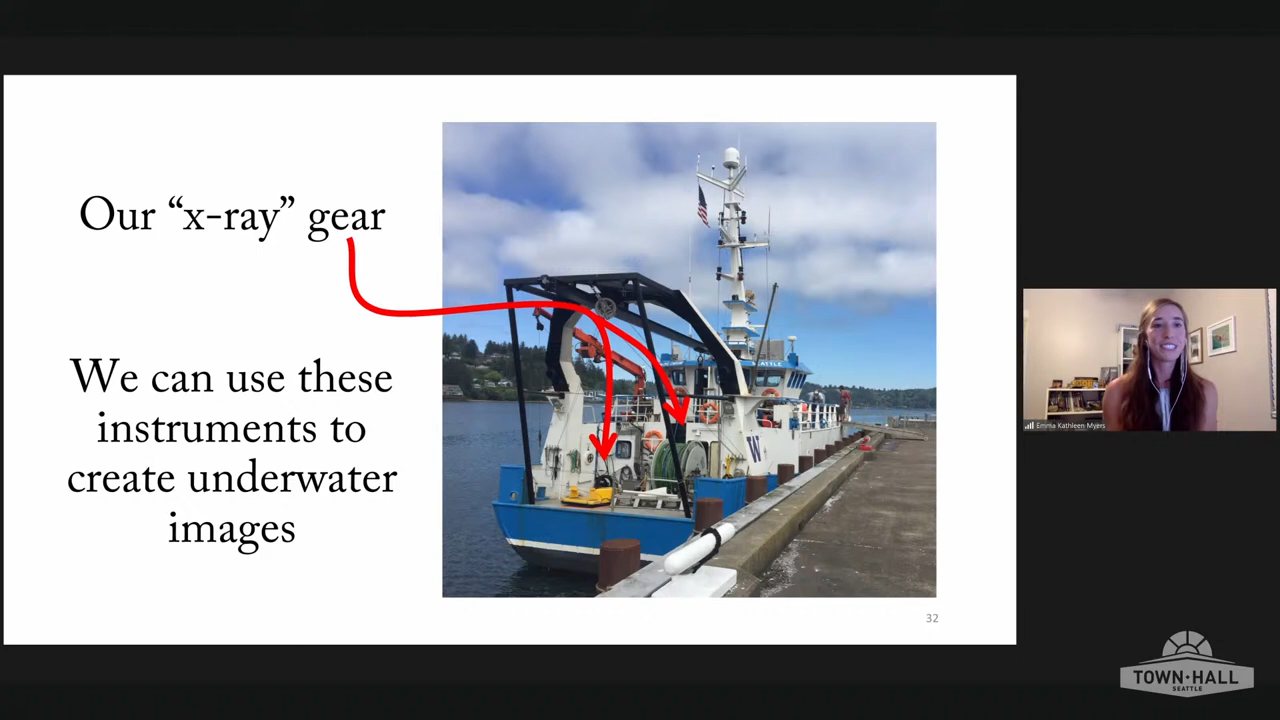 Our “x-ray” gear
We can use these
instruments to
create underwater
images
SEATTLE
W
32
Emma Kathleen Myers
TOWN·HALL
SEATTLE